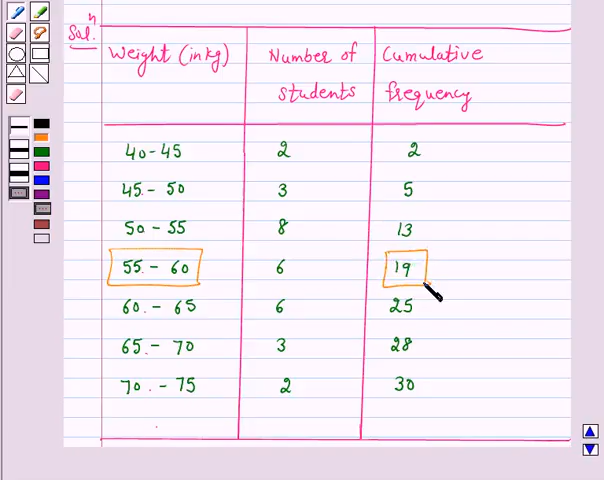 Solⁿ.
Weight (in kg) Number of students Cumulative frequency
40 - 45 2 2
45 - 50 3 5
50 - 55 8 13
55 - 60 6 19
60 - 65 6 25
65 - 70 3 28
70 - 75 2 30